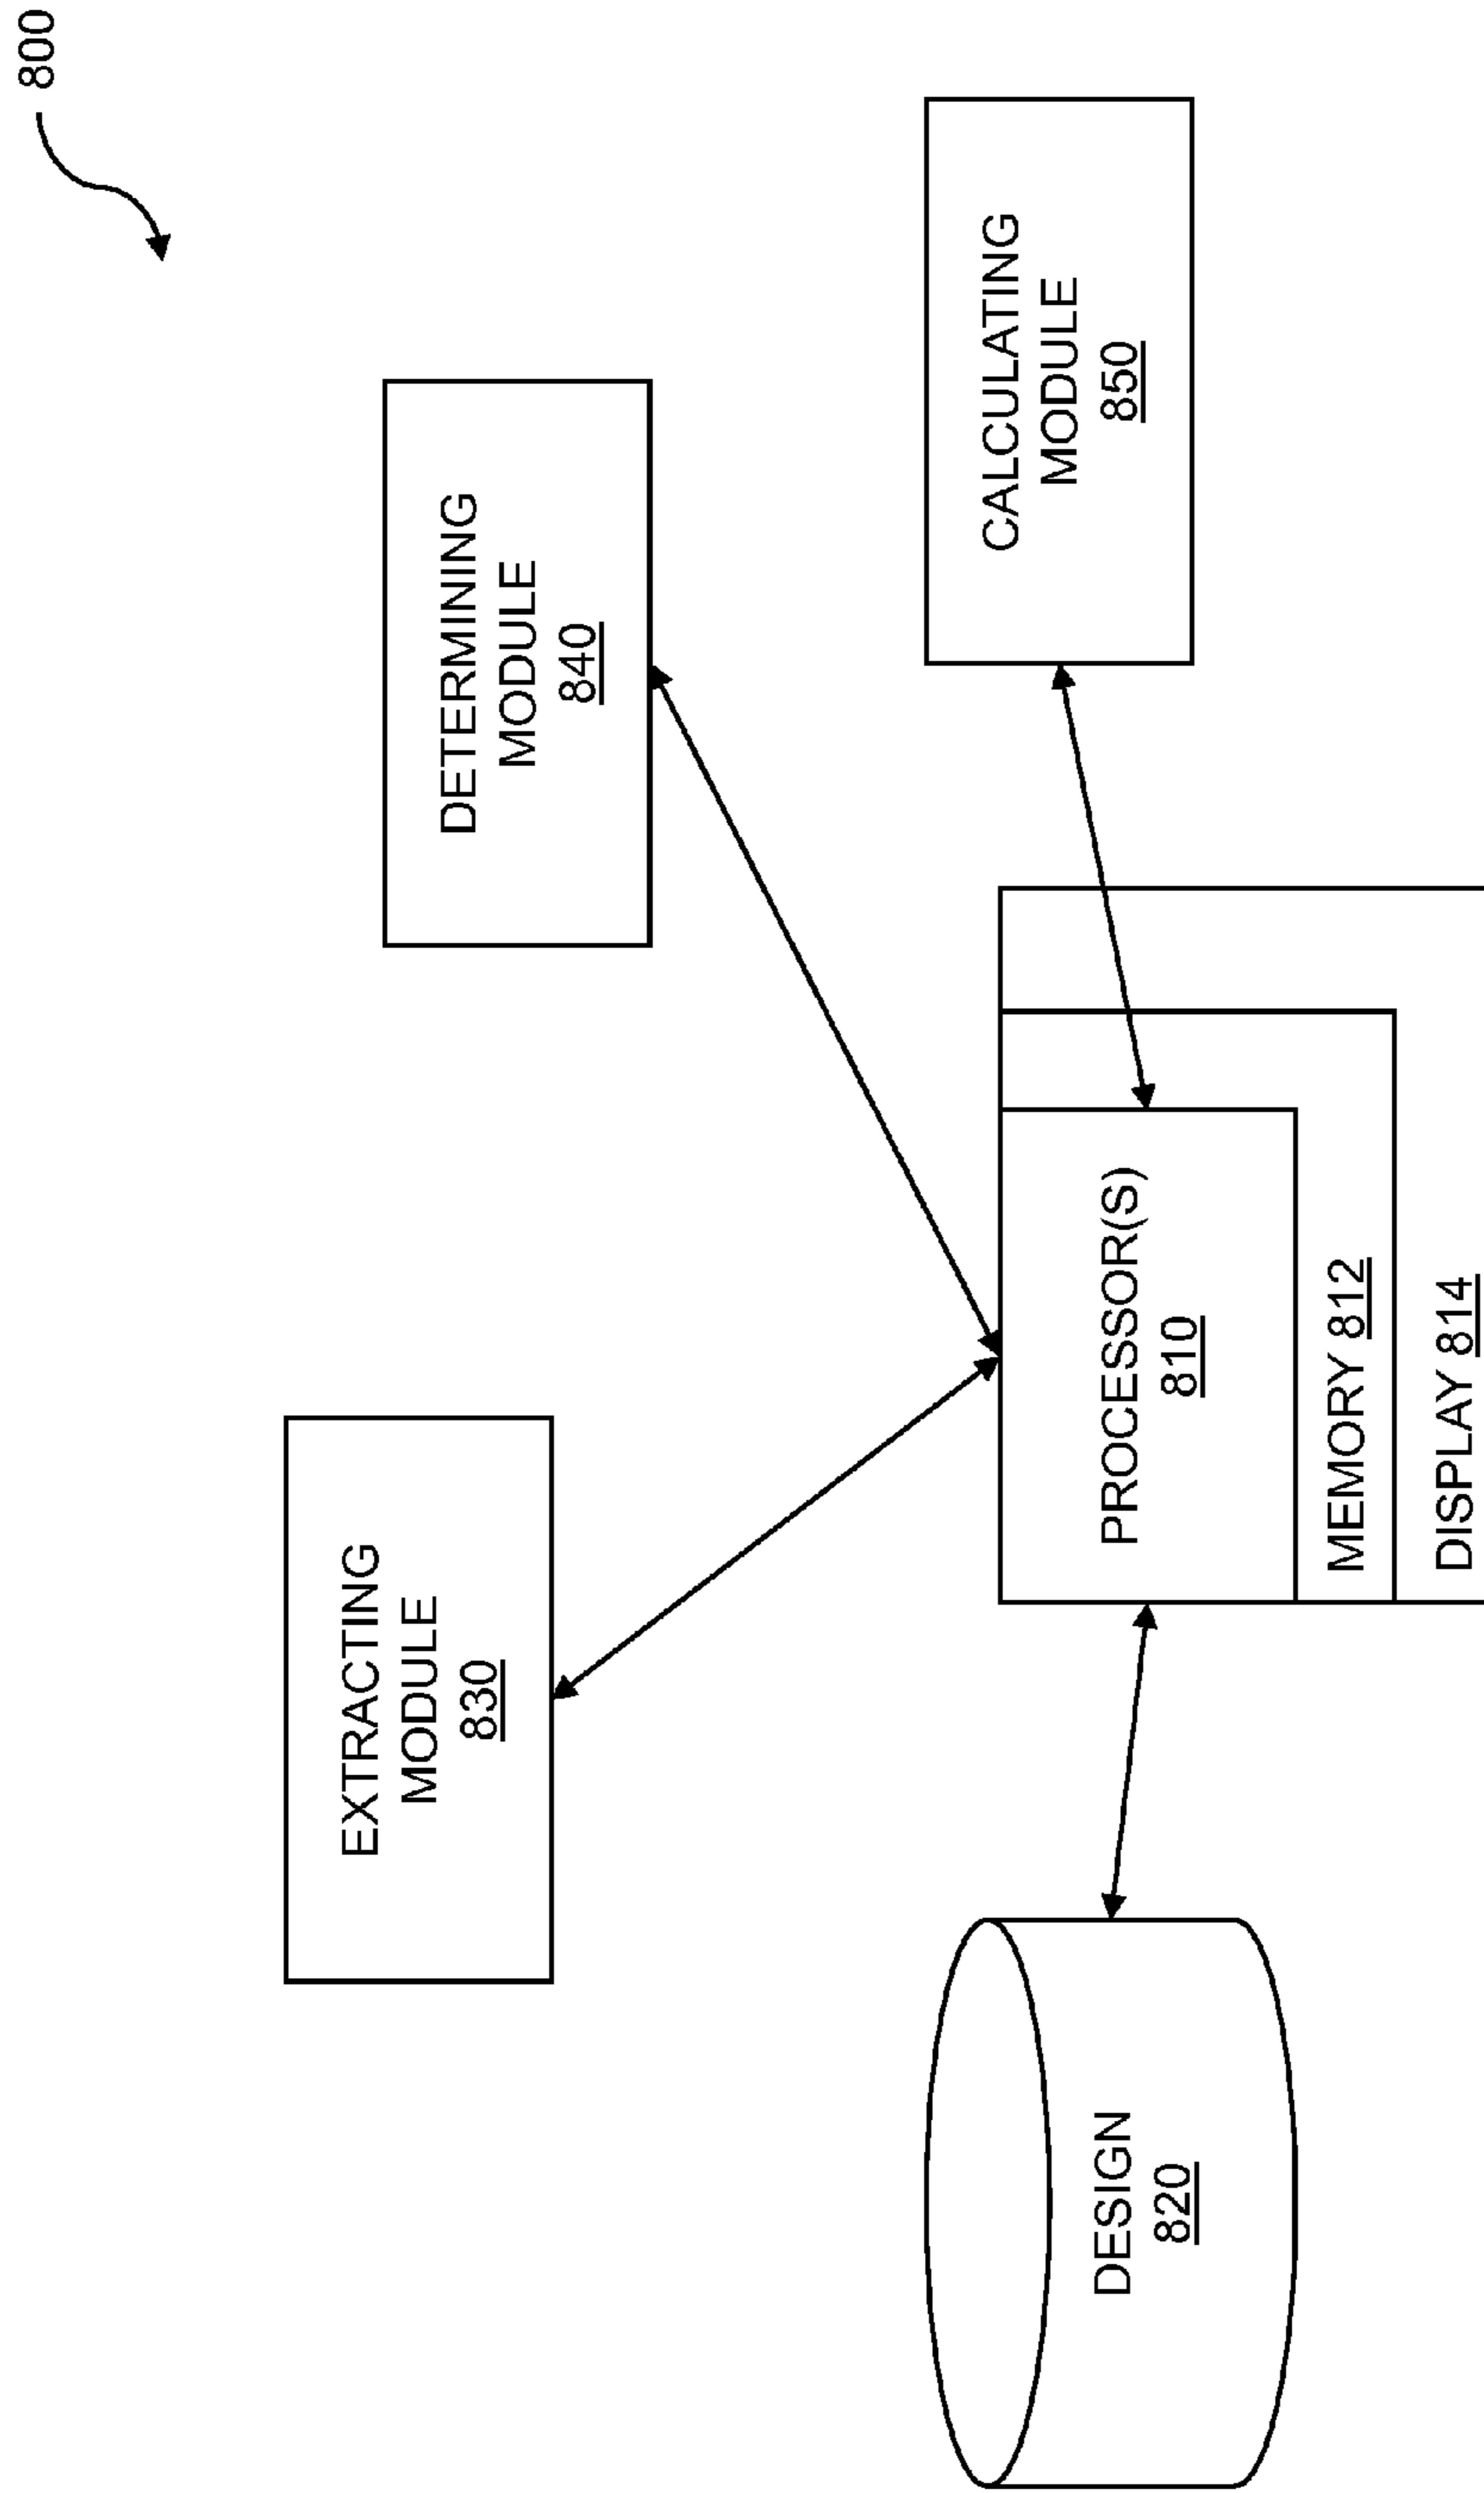 800
EXTRACTING
MODULE
830
DETERMINING
MODULE
840
DESIGN
820
PROCESSOR(S)
810
MEMORY 812
DISPLAY 814
CALCULATING
MODULE
850